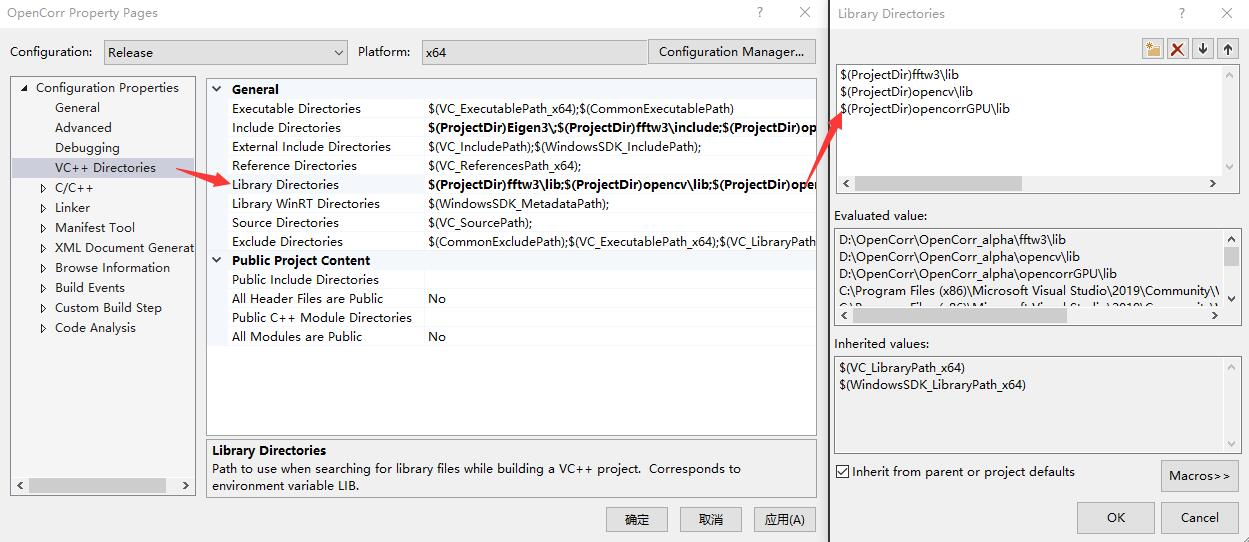 OpenCorr Property Pages
Configuration: Release Platform: x64 Configuration Manager...
Configuration Properties
General
Advanced
Debugging
VC++ Directories
C/C++
Linker
Manifest Tool
XML Document Generat
Browse Information
Build Events
Custom Build Step
Code Analysis
General
Executable Directories $(VC_ExecutablePath_x64);$(CommonExecutablePath)
Include Directories $(ProjectDir)Eigen3\;$(ProjectDir)fftw3\include;$(ProjectDir)op
External Include Directories $(VC_IncludePath);$(WindowsSDK_IncludePath);
Reference Directories $(VC_ReferencesPath_x64);
Library Directories $(ProjectDir)fftw3\lib;$(ProjectDir)opencv\lib;$(ProjectDir)ope
Library WinRT Directories $(WindowsSDK_MetadataPath);
Source Directories $(VC_SourcePath);
Exclude Directories $(CommonExcludePath);$(VC_ExecutablePath_x64);$(VC_LibraryPath
Public Project Content
Public Include Directories
All Header Files are Public No
Public C++ Module Directories
All Modules are Public No
Library Directories
Path to use when searching for library files while building a VC++ project. Corresponds to
environment variable LIB.
确定 取消 应用(A)
Library Directories
$(ProjectDir)fftw3\lib
$(ProjectDir)opencv\lib
$(ProjectDir)opencorrGPU\lib
Evaluated value:
D:\OpenCorr\OpenCorr_alpha\fftw3\lib
D:\OpenCorr\OpenCorr_alpha\opencv\lib
D:\OpenCorr\OpenCorr_alpha\opencorrGPU\lib
C:\Program Files (x86)\Microsoft Visual Studio\2019\Community\V
Inherited values:
$(VC_LibraryPath_x64)
$(WindowsSDK_LibraryPath_x64)
Inherit from parent or project defaults
Macros>>
OK Cancel